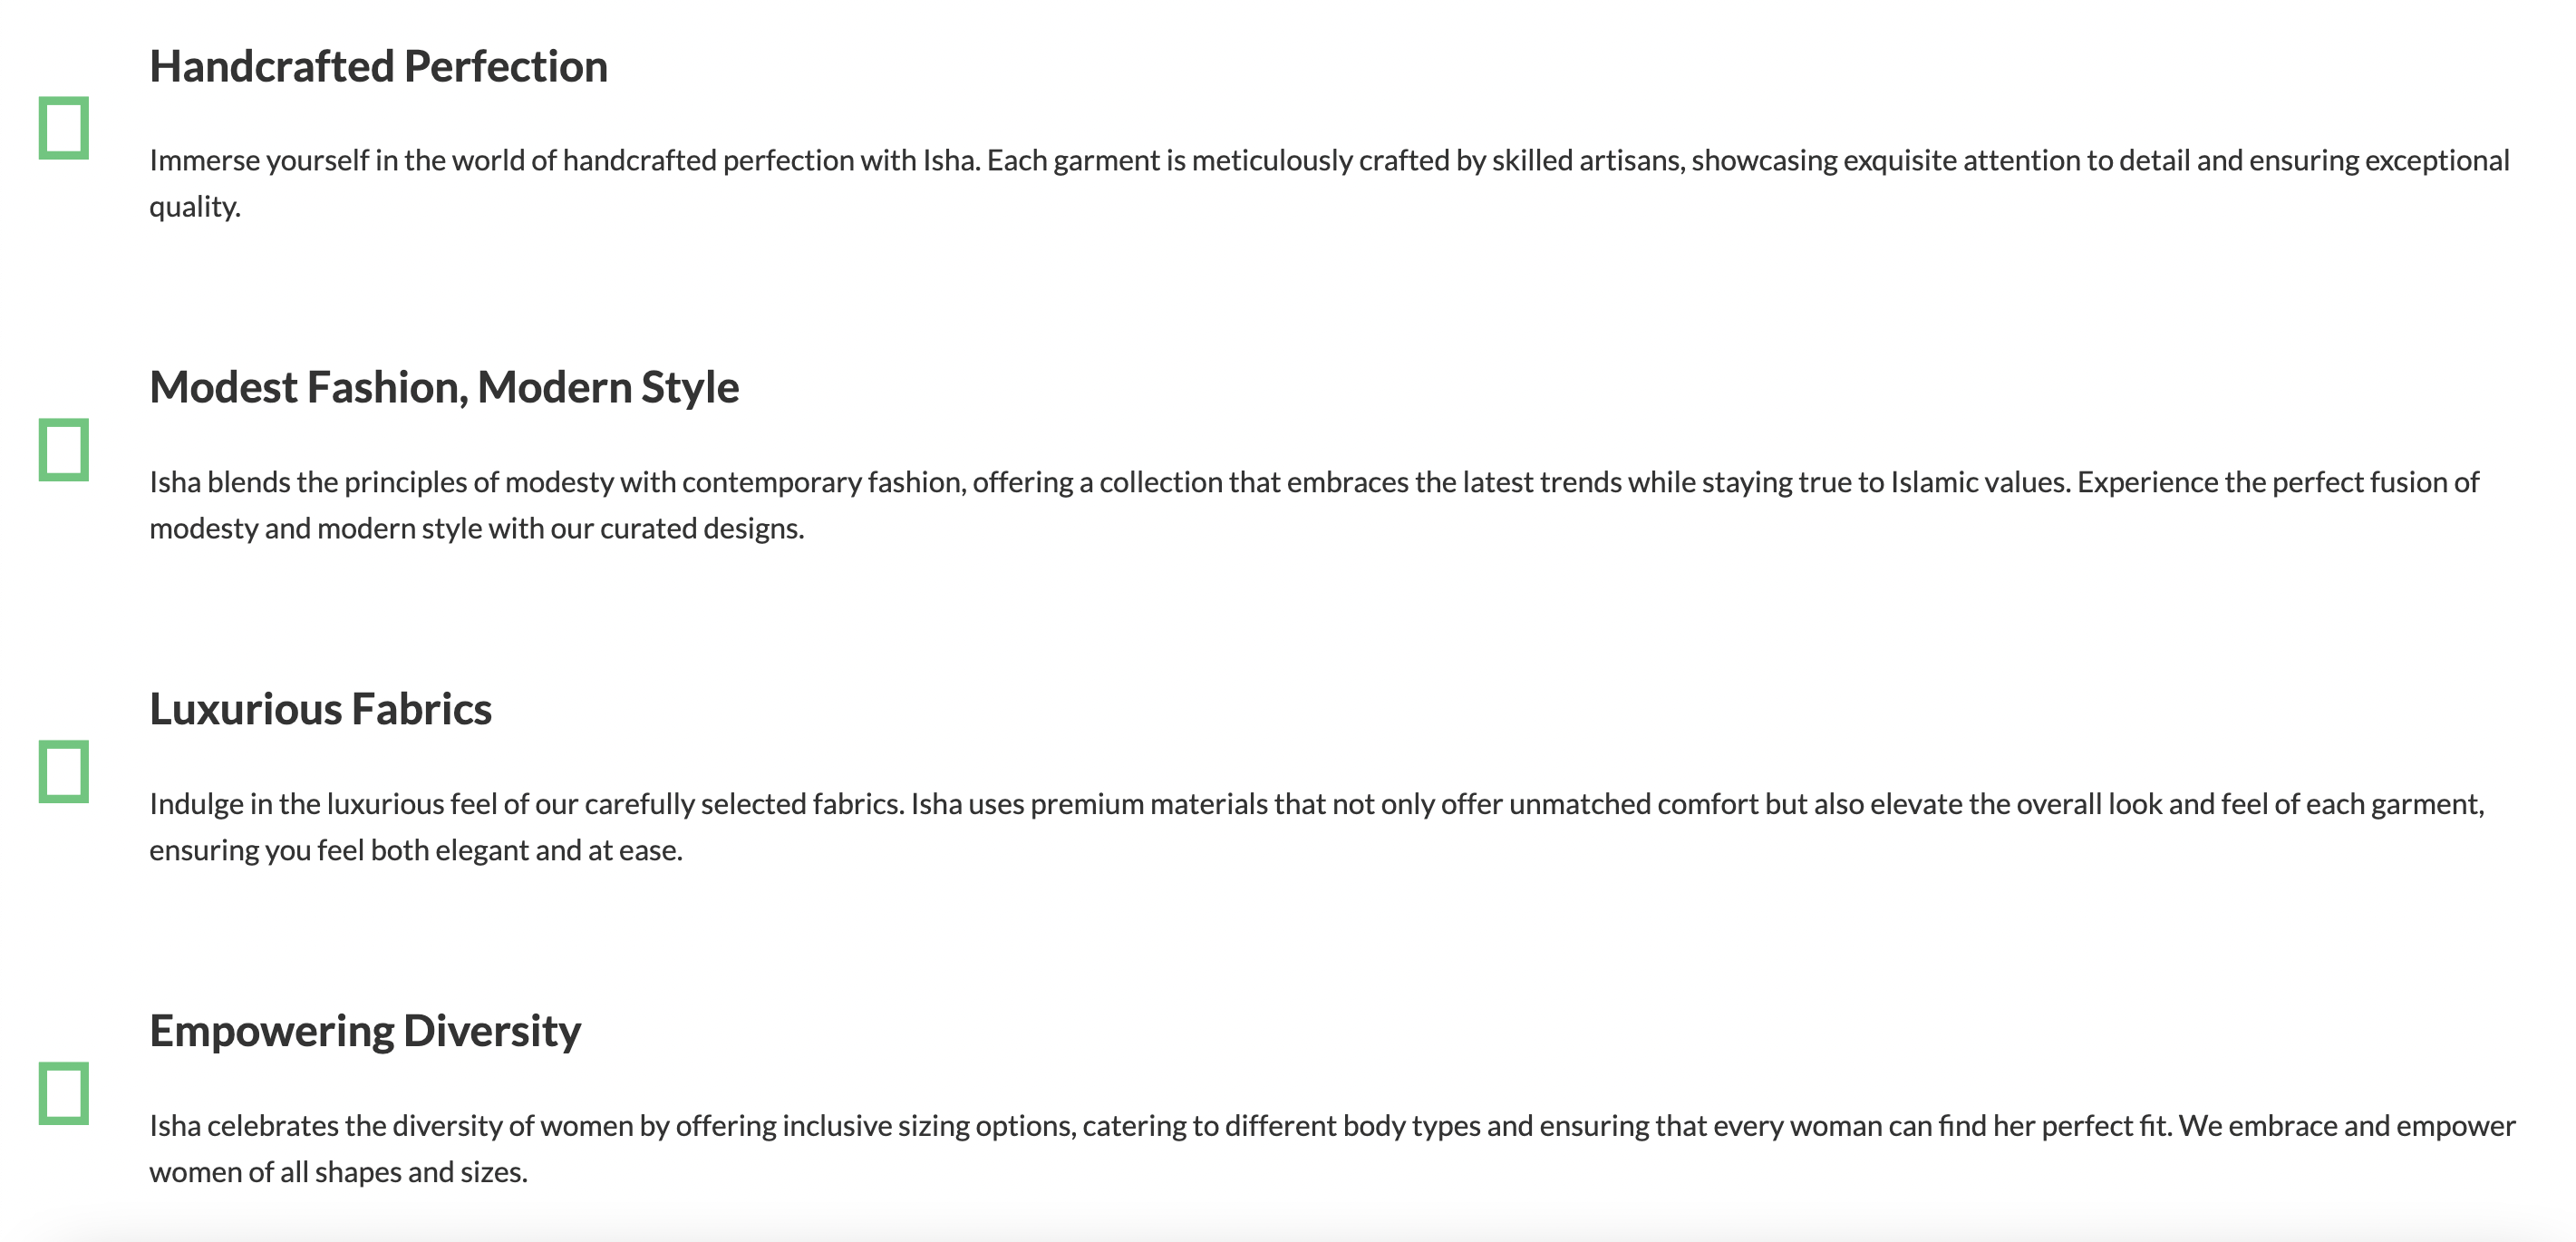 Handcrafted Perfection
Immerse yourself in the world of handcrafted perfection with Isha. Each garment is meticulously crafted by skilled artisans, showcasing exquisite attention to detail and ensuring exceptional
quality.
Modest Fashion, Modern Style
Isha blends the principles of modesty with contemporary fashion, offering a collection that embraces the latest trends while staying true to Islamic values. Experience the perfect fusion of
modesty and modern style with our curated designs.
Luxurious Fabrics
Indulge in the luxurious feel of our carefully selected fabrics. Isha uses premium materials that not only offer unmatched comfort but also elevate the overall look and feel of each garment,
ensuring you feel both elegant and at ease.
Empowering Diversity
Isha celebrates the diversity of women by offering inclusive sizing options, catering to different body types and ensuring that every woman can find her perfect fit. We embrace and empower
women of all shapes and sizes.